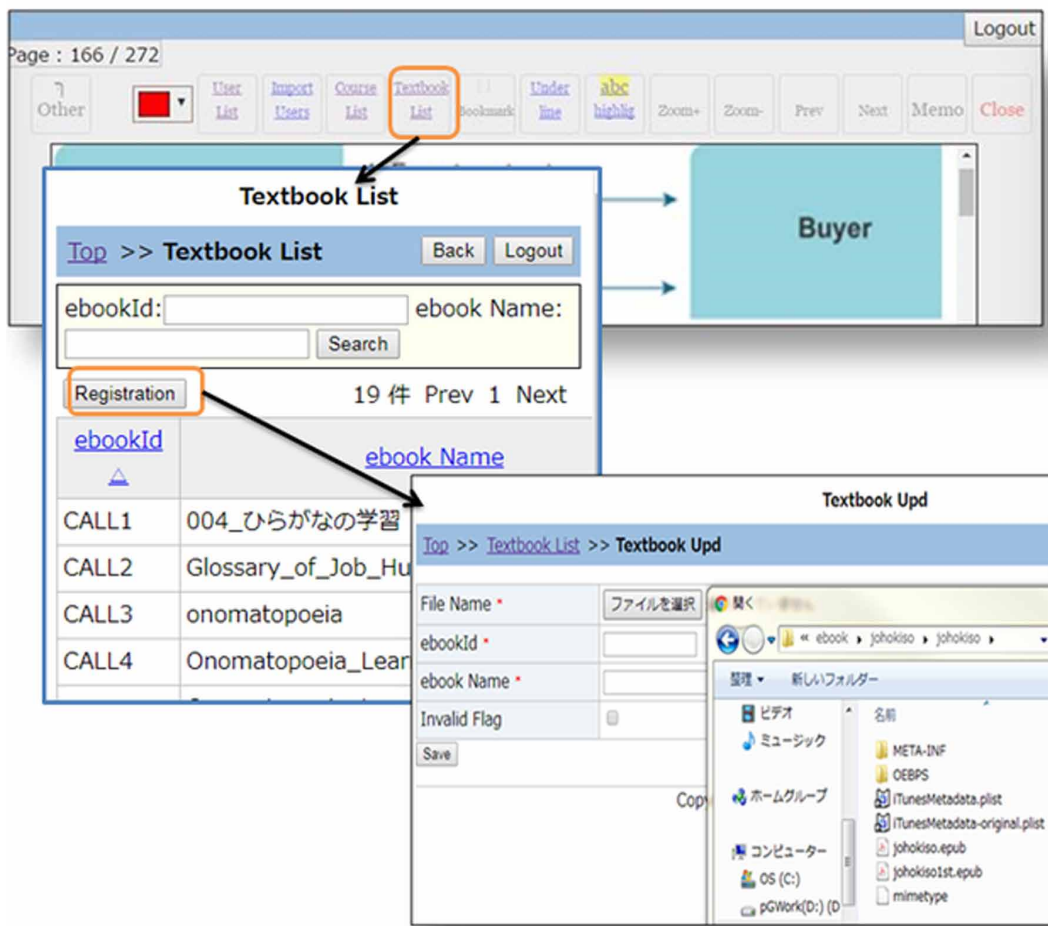 Logout
Page : 166 / 272
Other
User List
Import Users
Course List
Textbook List
Bookmark
Under line
abc highlig
Zoom+
Zoom-
Prev
Next
Memo
Close
Buyer
Textbook List
Top >> Textbook List Back Logout
ebookId: ebook Name:
Search
Registration 19 件 Prev 1 Next
ebookId △ ebook Name
CALL1 004_ひらがなの学習
CALL2 Glossary_of_Job_Hu
CALL3 onomatopoeia
CALL4 Onomatopoeia_Lear
Textbook Upd
Top >> Textbook List >> Textbook Upd
File Name * ファイルを選択
ebookId *
ebook Name *
Invalid Flag
Save
Copy
開く
« ebook ▸ johokiso ▸ johokiso ▸
整理 ▼ 新しいフォルダー
ビデオ
ミュージック
ホームグループ
コンピューター
OS (C:)
pGWork(D:) (D
名前
META-INF
OEBPS
iTunesMetadata.plist
iTunesMetadata-original.plist
johokiso.epub
johokiso1st.epub
mimetype